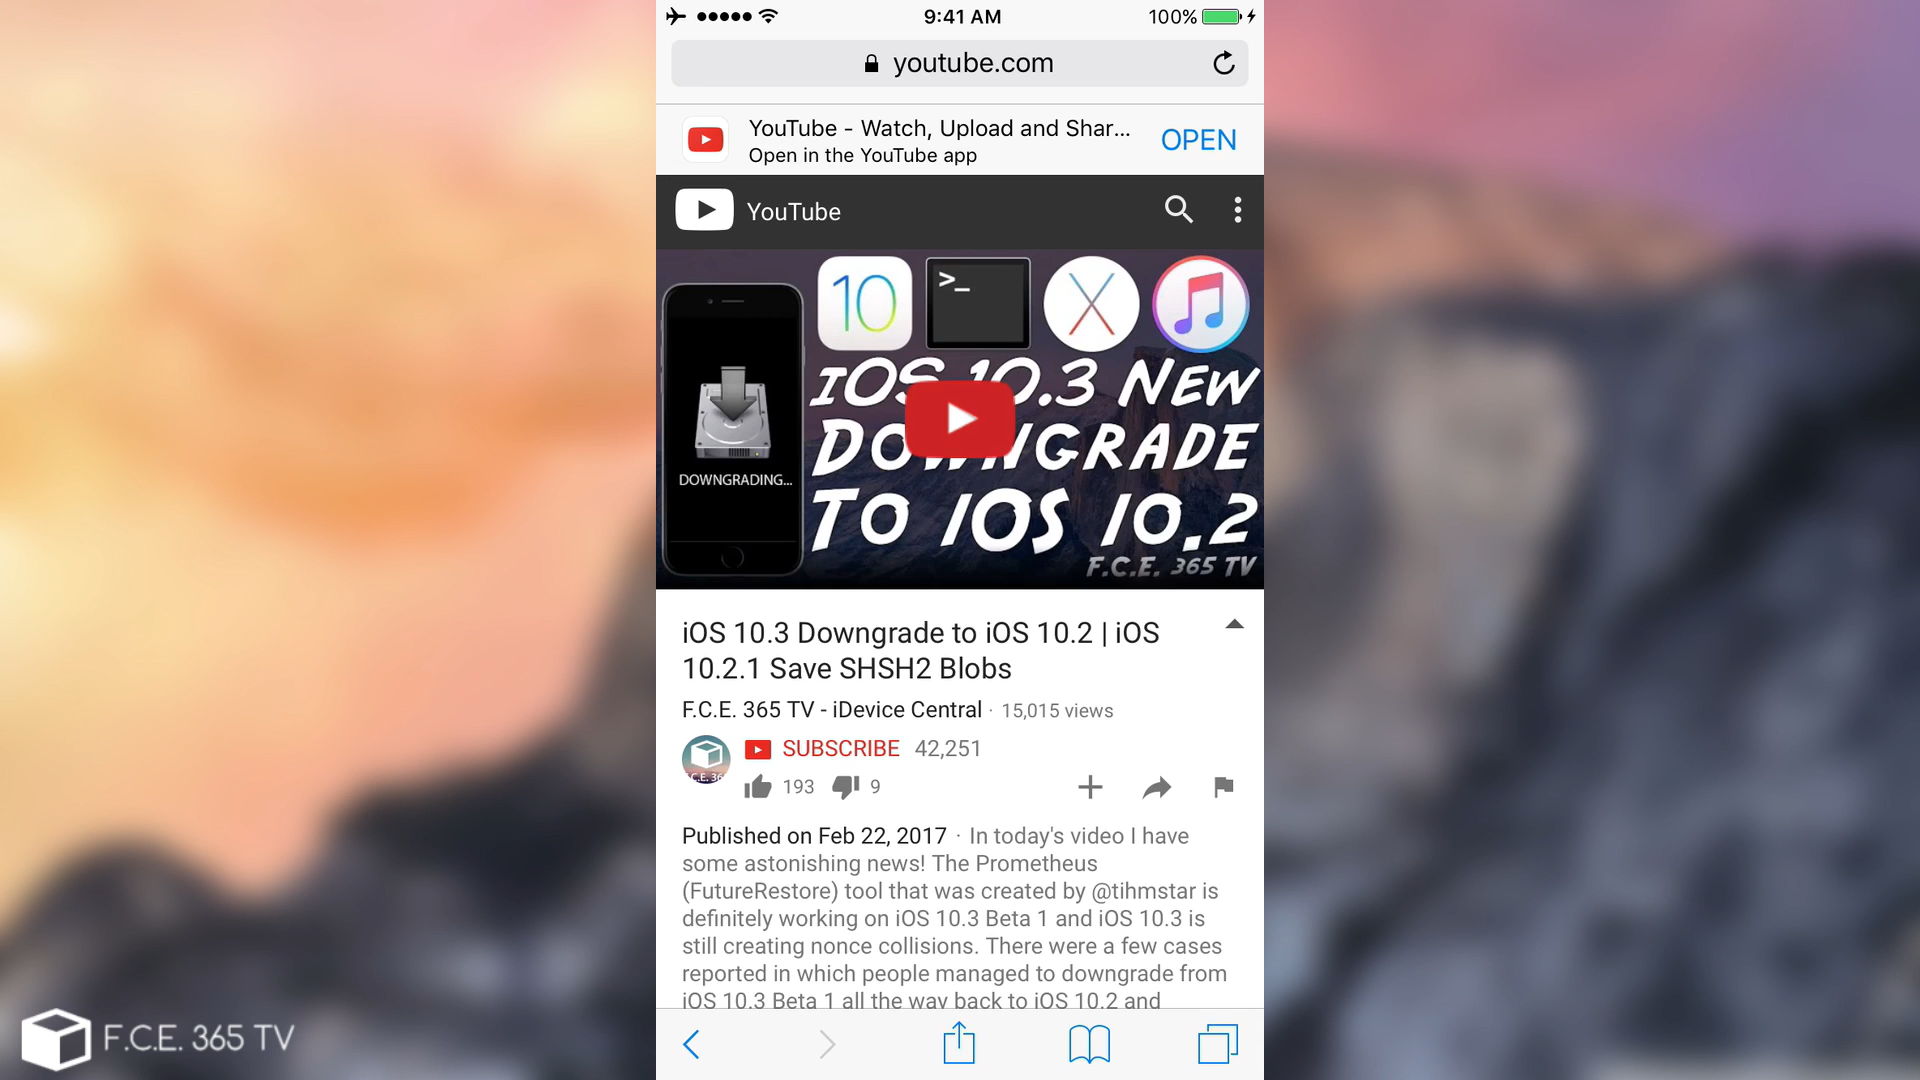 9:41 AM
100%
youtube.com
YouTube - Watch, Upload and Shar...
Open in the YouTube app
OPEN
YouTube
10
>_
iOS 10.3 New
Downgrade
To iOS 10.2
DOWNGRADING...
F.C.E. 365 TV
iOS 10.3 Downgrade to iOS 10.2 | iOS
10.2.1 Save SHSH2 Blobs
F.C.E. 365 TV - iDevice Central · 15,015 views
SUBSCRIBE 42,251
193 9
Published on Feb 22, 2017 · In today's video I have
some astonishing news! The Prometheus
(FutureRestore) tool that was created by @tihmstar is
definitely working on iOS 10.3 Beta 1 and iOS 10.3 is
still creating nonce collisions. There were a few cases
reported in which people managed to downgrade from
iOS 10.3 Beta 1 all the way back to iOS 10.2 and
F.C.E. 365 TV